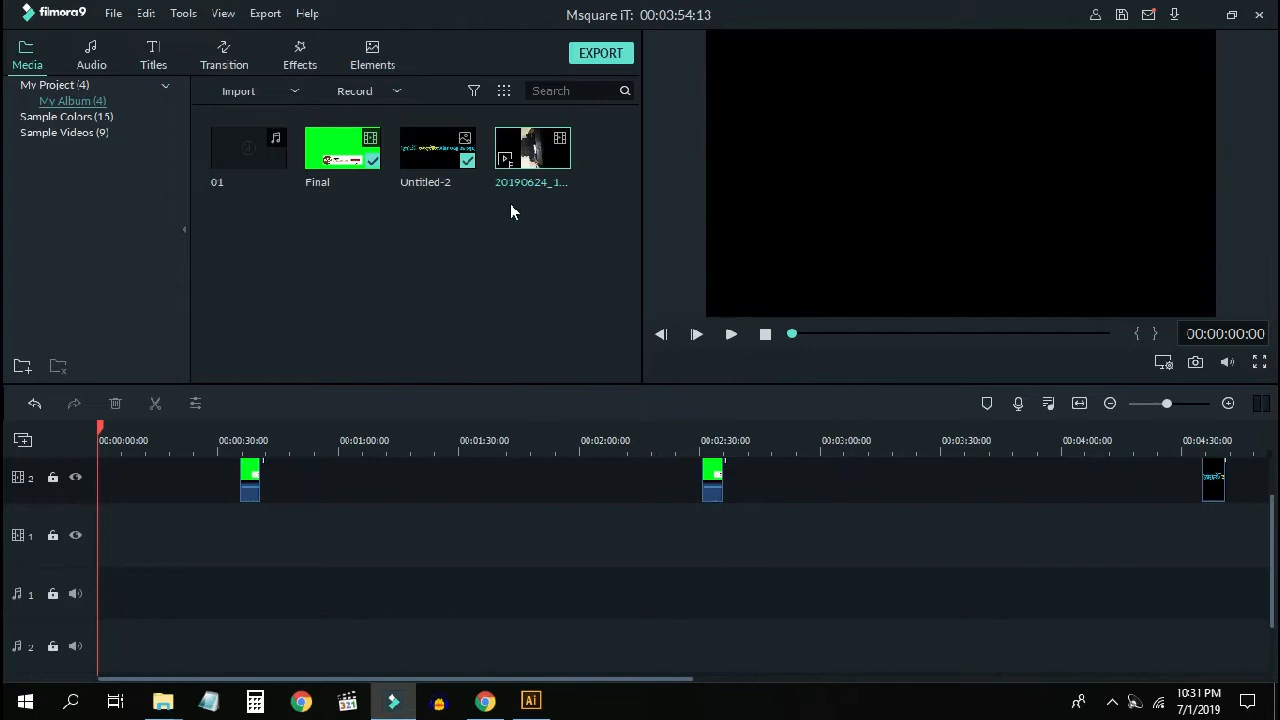 filmora9 File Edit Tools View Export Help Msquare iT: 00:03:54:13
Media Audio Titles Transition Effects Elements EXPORT
My Project (4)
My Album (4)
Sample Colors (15)
Sample Videos (9)
Import Record Search
01 Final Untitled-2 20190624_1...
00:00:00:00
00:00:00:00 00:00:30:00 00:01:00:00 00:01:30:00 00:02:00:00 00:02:30:00 00:03:00:00 00:03:30:00 00:04:00:00 00:04:30:00
2
1
1
2
321 Ai 10:31 PM
7/1/2019